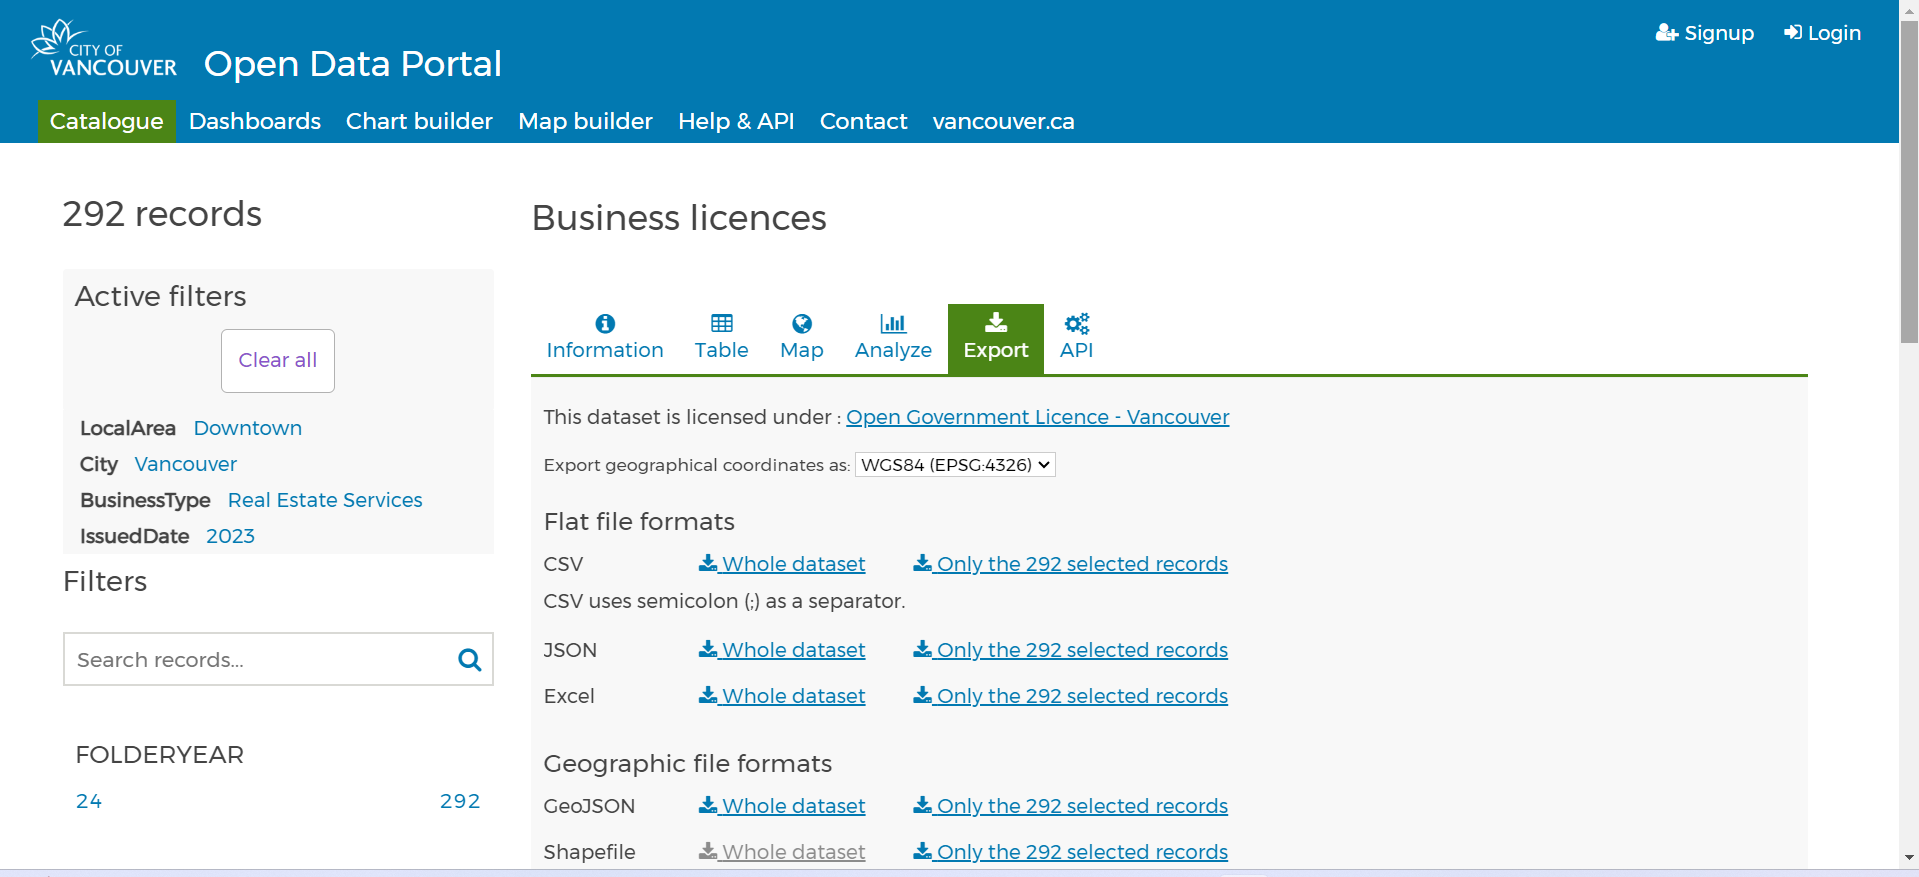 CITY OF
VANCOUVER
Open Data Portal
Signup
Login
Catalogue
Dashboards
Chart builder
Map builder
Help & API
Contact
vancouver.ca
292 records
Active filters
Clear all
LocalArea Downtown
City Vancouver
BusinessType Real Estate Services
IssuedDate 2023
Filters
Search records...
FOLDERYEAR
24 292
Business licences
Information
Table
Map
Analyze
Export
API
This dataset is licensed under : Open Government Licence - Vancouver
Export geographical coordinates as: WGS84 (EPSG:4326)
Flat file formats
CSV Whole dataset Only the 292 selected records
CSV uses semicolon (;) as a separator.
JSON Whole dataset Only the 292 selected records
Excel Whole dataset Only the 292 selected records
Geographic file formats
GeoJSON Whole dataset Only the 292 selected records
Shapefile Whole dataset Only the 292 selected records